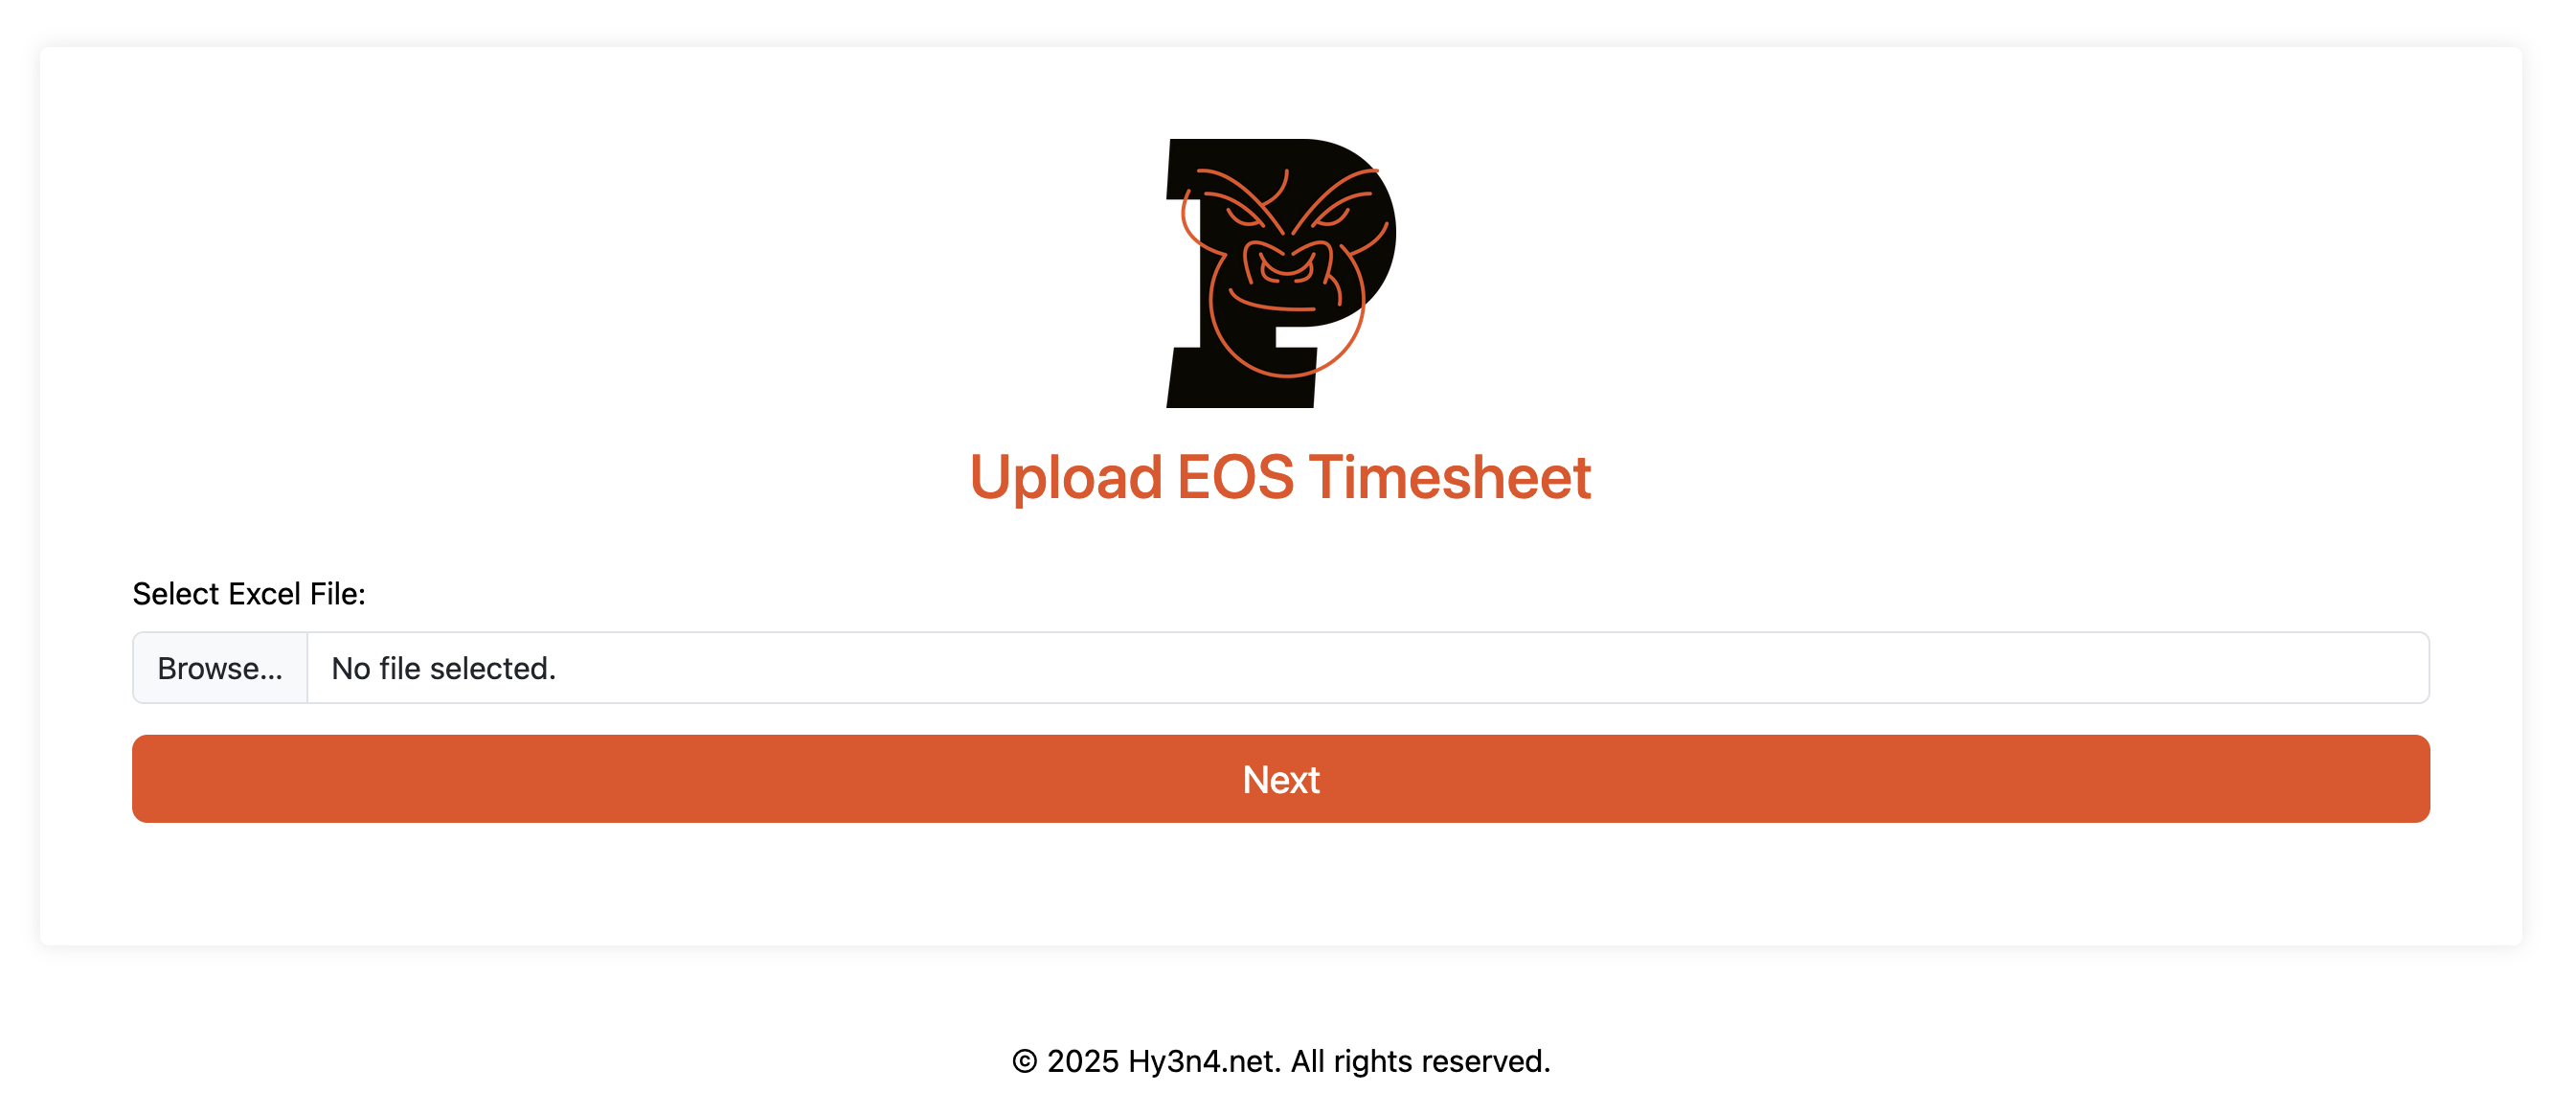 P
Upload EOS Timesheet
Select Excel File:
Browse... No file selected.
Next
© 2025 Hy3n4.net. All rights reserved.